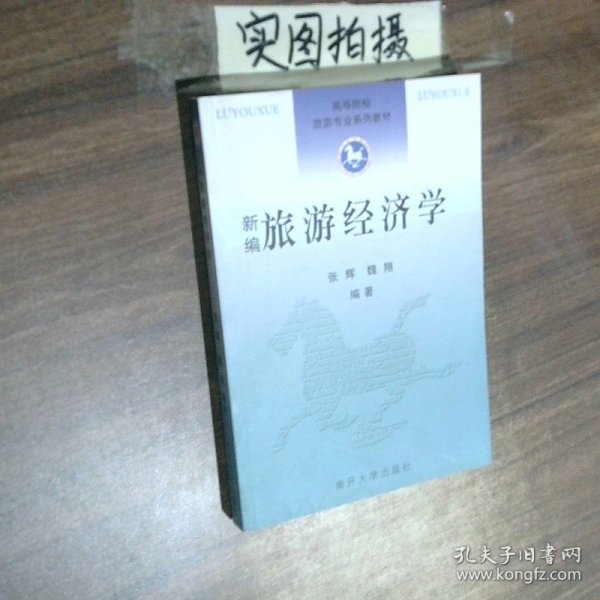 实图拍摄
LUYOUXUE
高等院校
LUYOUXUE
旅游专业系列教材
新编
旅游经济学
张辉 魏翔
编著
南开大学出版社
孔夫子旧书网
www.kongfz.com